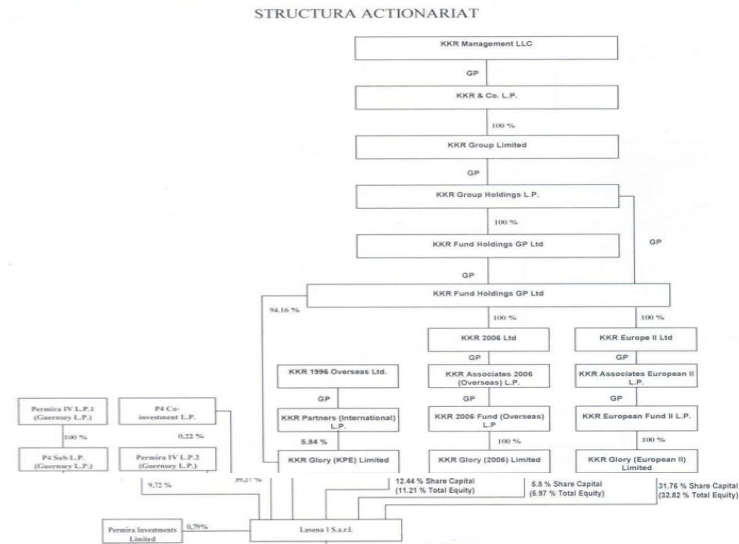 STRUCTURA ACTIONARIAT
KKR Management LLC
GP
KKR & Co. L.P.
100 %
KKR Group Limited
GP
KKR Group Holdings L.P.
100 %
GP
KKR Fund Holdings GP Ltd
GP
KKR Fund Holdings GP Ltd
94.16 %
100 %
100 %
KKR 2006 Ltd
KKR Europe II Ltd
GP
GP
KKR 1996 Overseas Ltd.
KKR Associates 2006
(Overseas) L.P.
KKR Associates European II
L.P.
GP
GP
GP
Permira IV L.P.1
(Guernsey L.P.)
P4 Co-
investment L.P.
KKR Partners (International)
L.P.
KKR 2006 Fund (Overseas)
L.P
KKR European Fund II L.P.
100 %
0,22 %
5.84 %
100 %
100 %
P4 Sub L.P.
(Guernsey L.P.)
Permira IV L.P.2
(Guernsey L.P.)
KKR Glory (KPE) Limited
KKR Glory (2006) Limited
KKR Glory (European II)
Limited
9,72 %
39,27 %
12.44 % Share Capital
(11.21 % Total Equity)
5.8 % Share Capital
(5.97 % Total Equity)
31.76 % Share Capital
(32.82 % Total Equity)
Permira Investments
Limited
0,79%
Lavena 1 S.a.r.l.